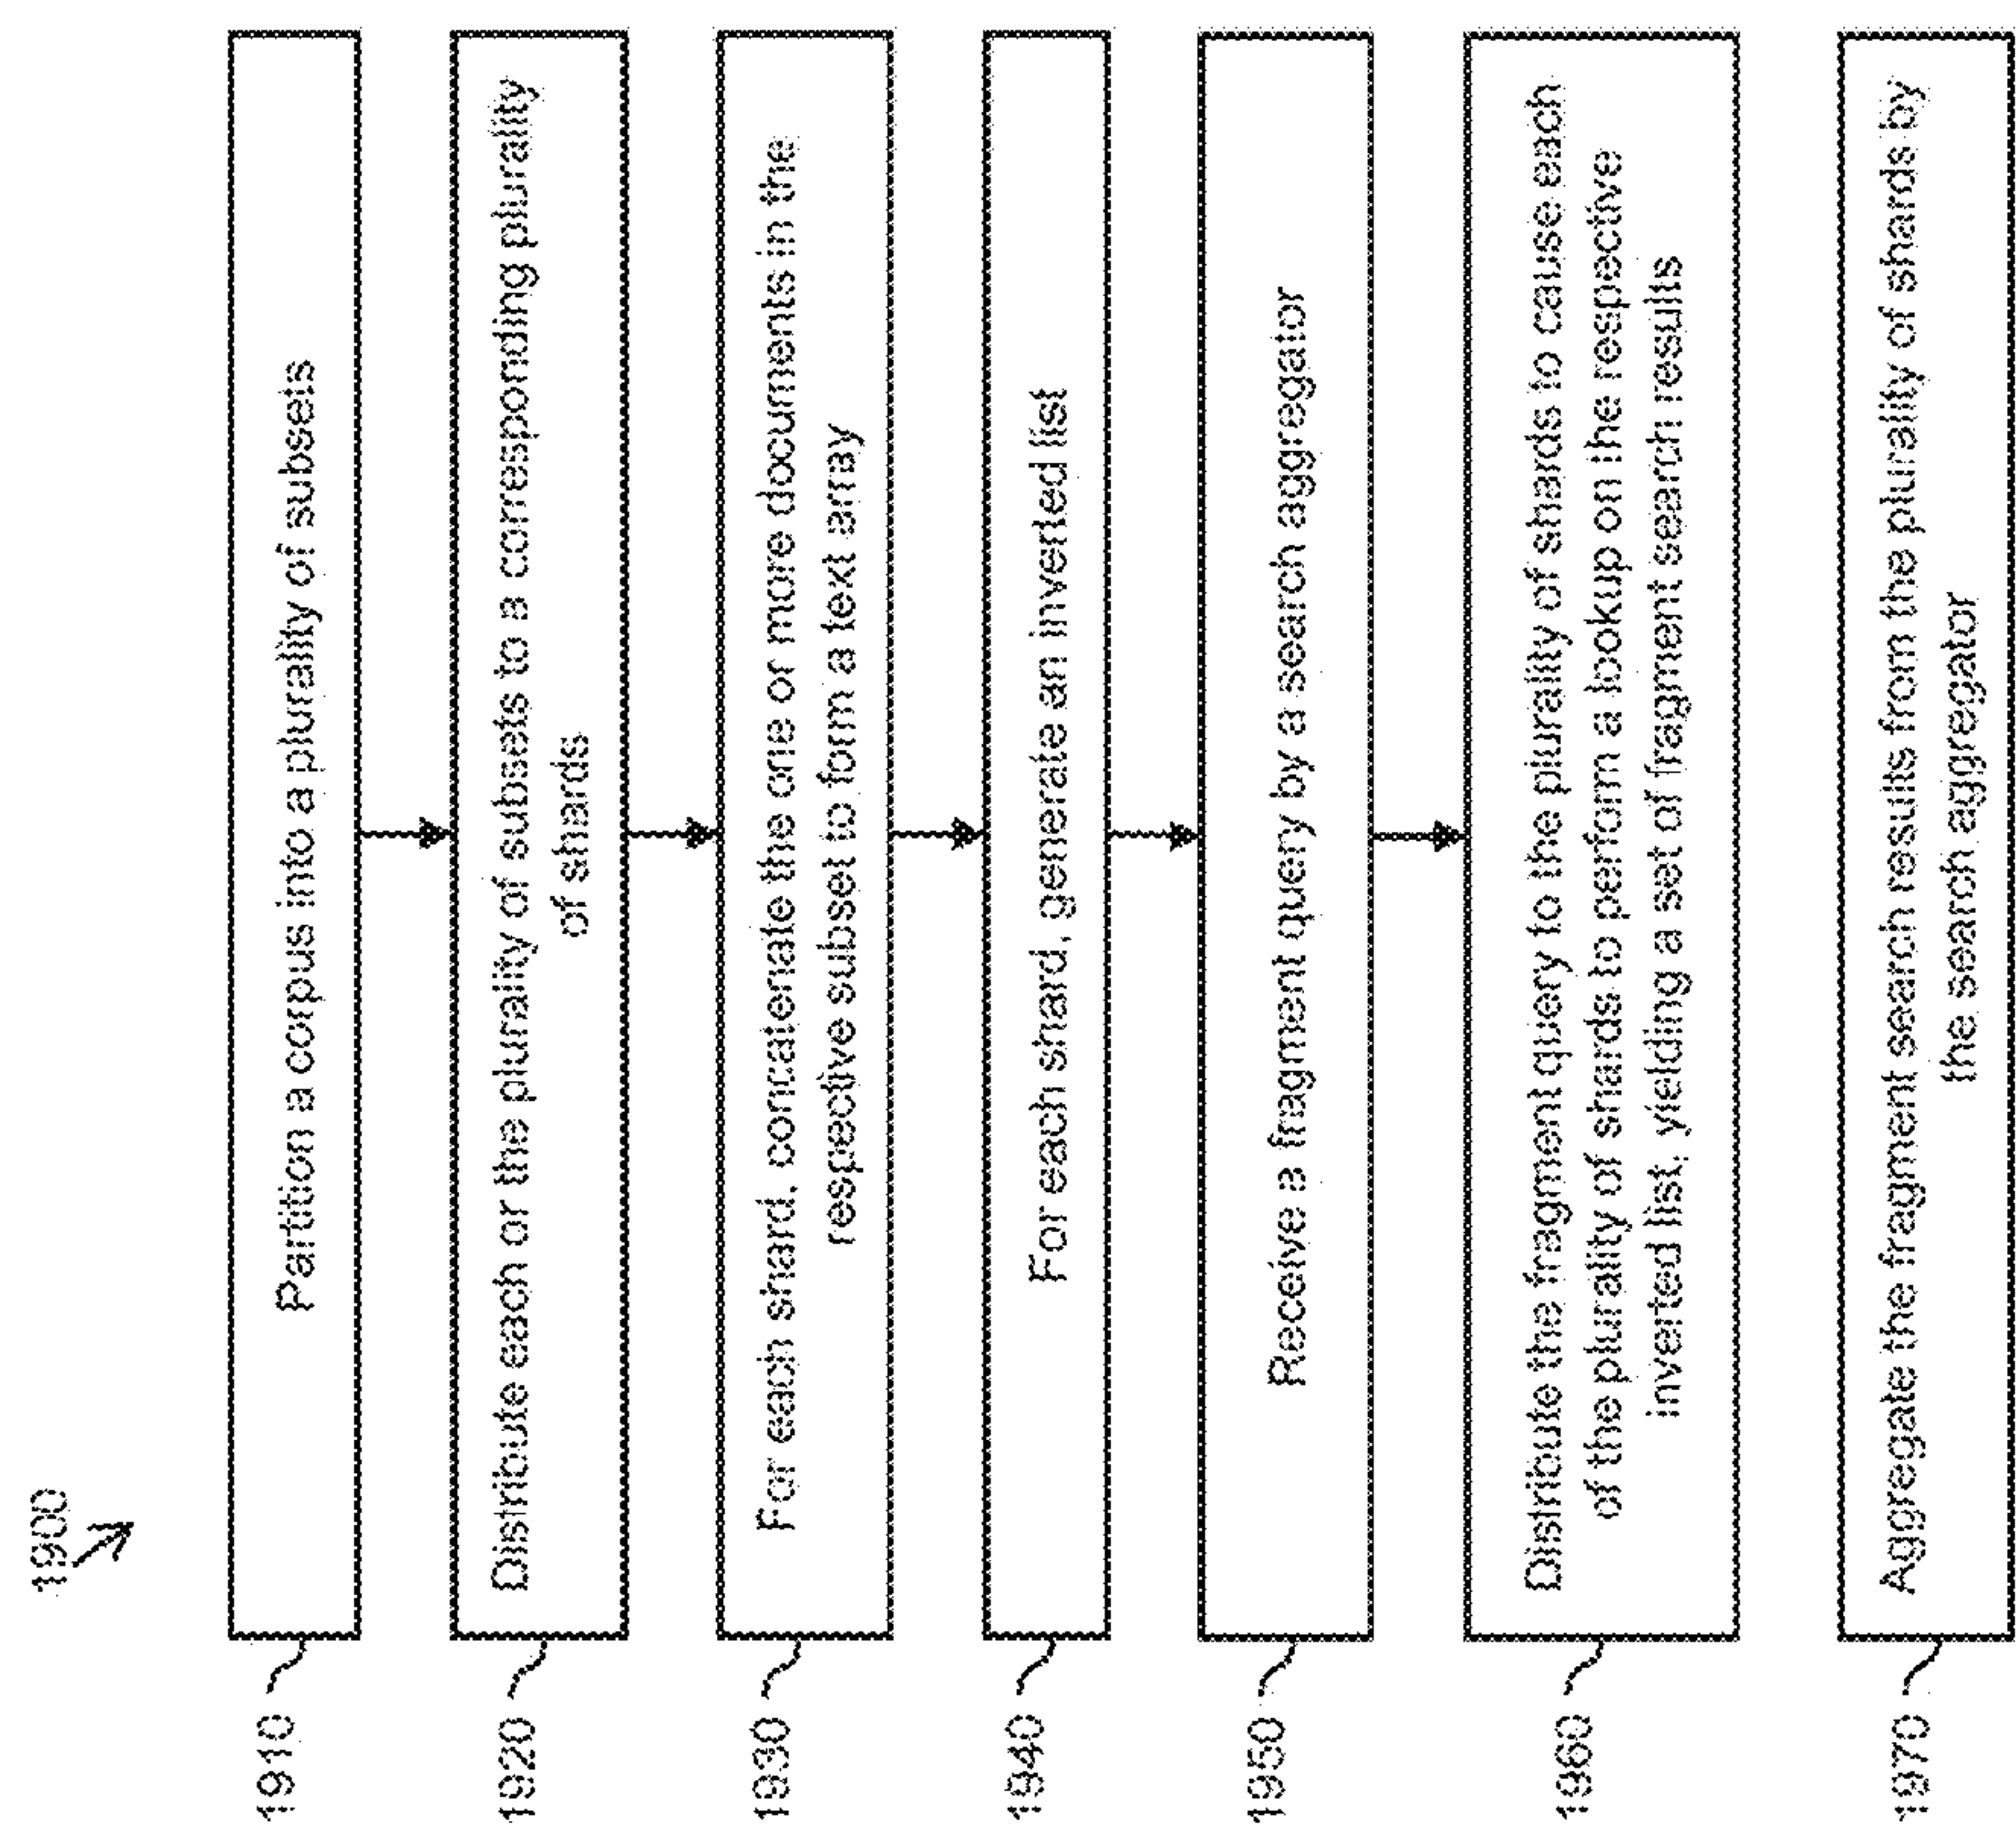 1900
1910
Partition a corpus into a plurality of subsets
1920
Distribute each or the plurality of subsets to a corresponding plurality
of shards
1930
For each shard, concatenate the one or more documents in the
respective subset to form a text array
1940
For each shard, generate an inverted list
1950
Receive a fragment query by a search aggregator
1960
Distribute the fragment query to the plurality of shards to cause each
of the plurality of shards to perform a lookup on the respective
inverted list, yielding a set of fragment search results
1970
Aggregate the fragment search results from the plurality of shards by
the search aggregator